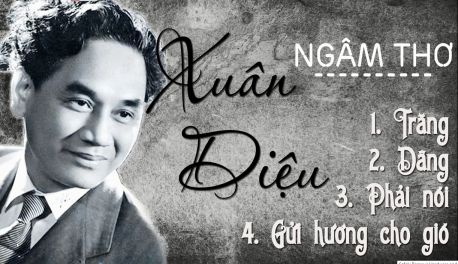 NGÂM THƠ
Xuân
Diệu
1. Trăng
2. Dâng
3. Phải nói
4. Gửi hương cho gió